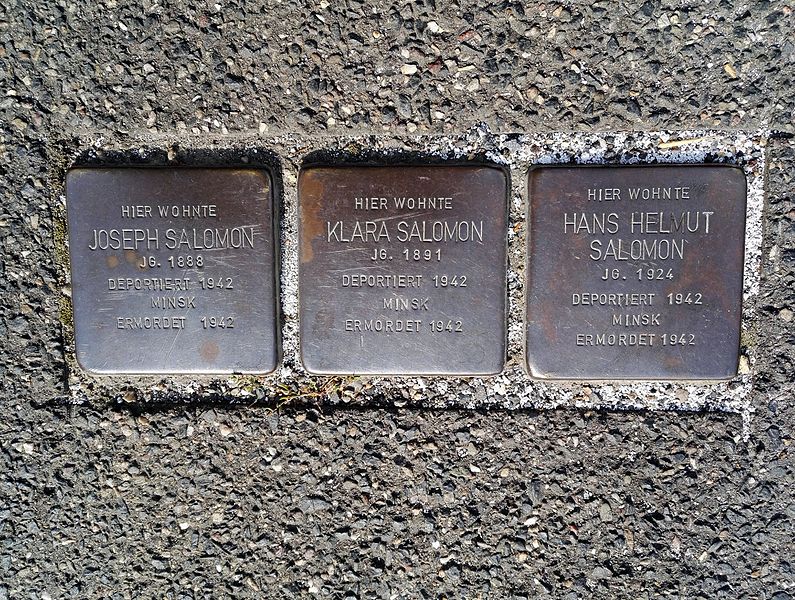 HIER WOHNTE
JOSEPH SALOMON
JG. 1888
DEPORTIERT 1942
MINSK
ERMORDET 1942
HIER WOHNTE
KLARA SALOMON
JG. 1891
DEPORTIERT 1942
MINSK
ERMORDET 1942
HIER WOHNTE
HANS HELMUT
SALOMON
JG. 1924
DEPORTIERT 1942
MINSK
ERMORDET 1942